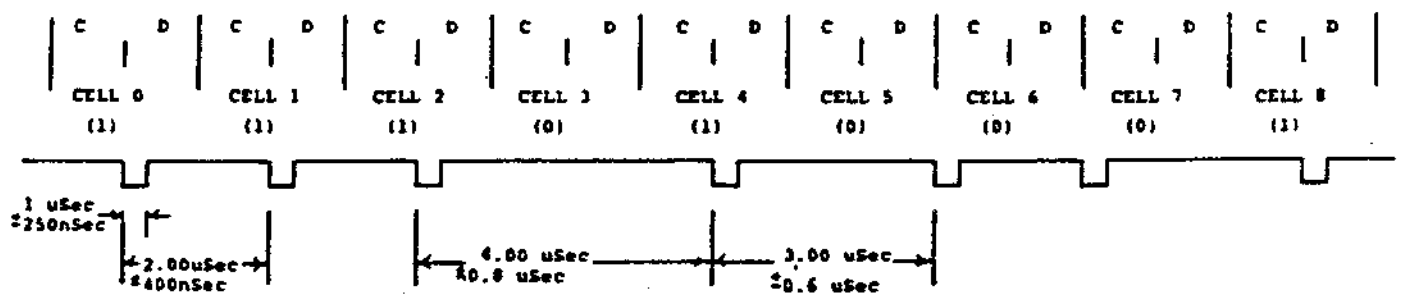 C D C D C D C D C D C D C D C D C D
CELL 0 CELL 1 CELL 2 CELL 3 CELL 4 CELL 5 CELL 6 CELL 7 CELL 8
(1) (1) (1) (0) (1) (0) (0) (0) (1)
1 uSec
±250nSec
2.00uSec
±400nSec
4.00 uSec
±0.8 uSec
3.00 uSec
±0.6 uSec